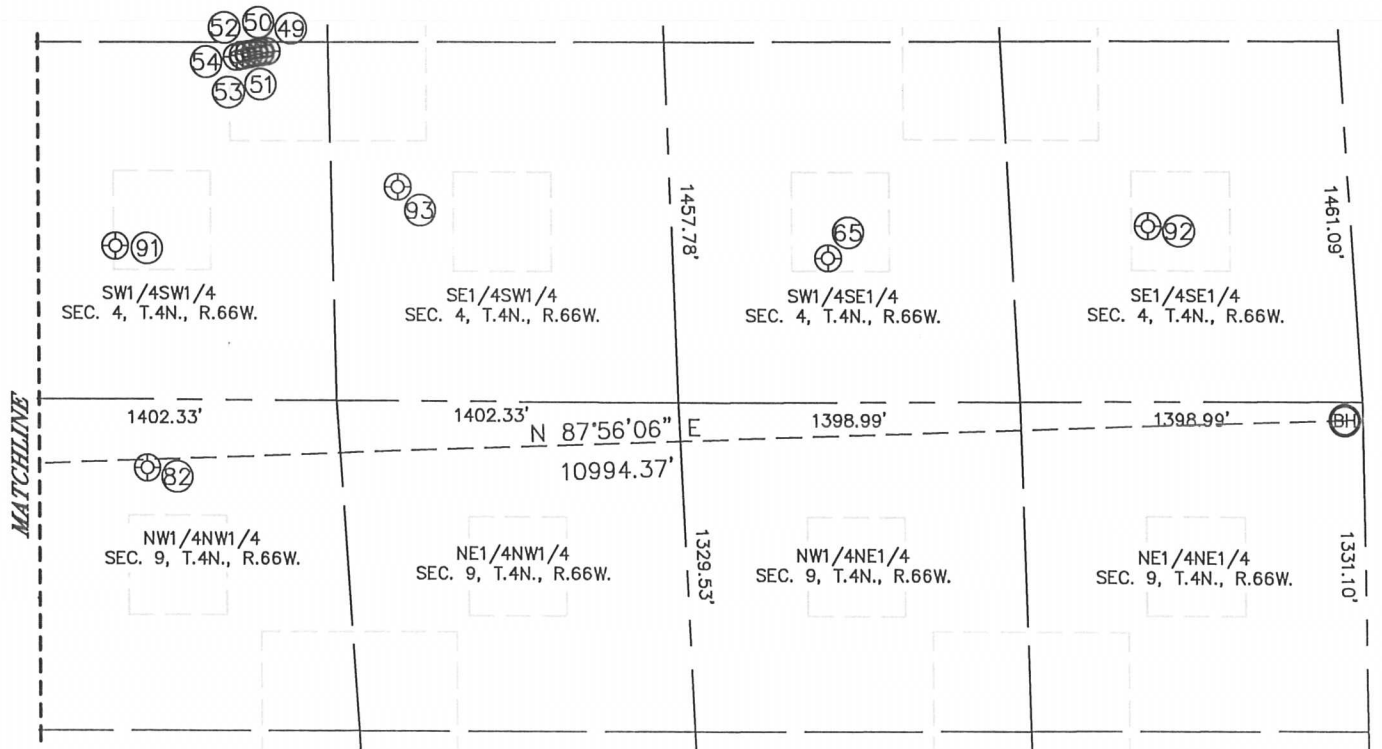 52
50
49
54
53
51
93
91
65
92
1457.78'
1461.09'
SW1/4SW1/4
SEC. 4, T.4N., R.66W.
SE1/4SW1/4
SEC. 4, T.4N., R.66W.
SW1/4SE1/4
SEC. 4, T.4N., R.66W.
SE1/4SE1/4
SEC. 4, T.4N., R.66W.
MATCHLINE
1402.33'
1402.33'
1398.99'
1398.99'
BH
N 87°56'06" E
10994.37'
82
1329.53'
1331.10'
NW1/4NW1/4
SEC. 9, T.4N., R.66W.
NE1/4NW1/4
SEC. 9, T.4N., R.66W.
NW1/4NE1/4
SEC. 9, T.4N., R.66W.
NE1/4NE1/4
SEC. 9, T.4N., R.66W.